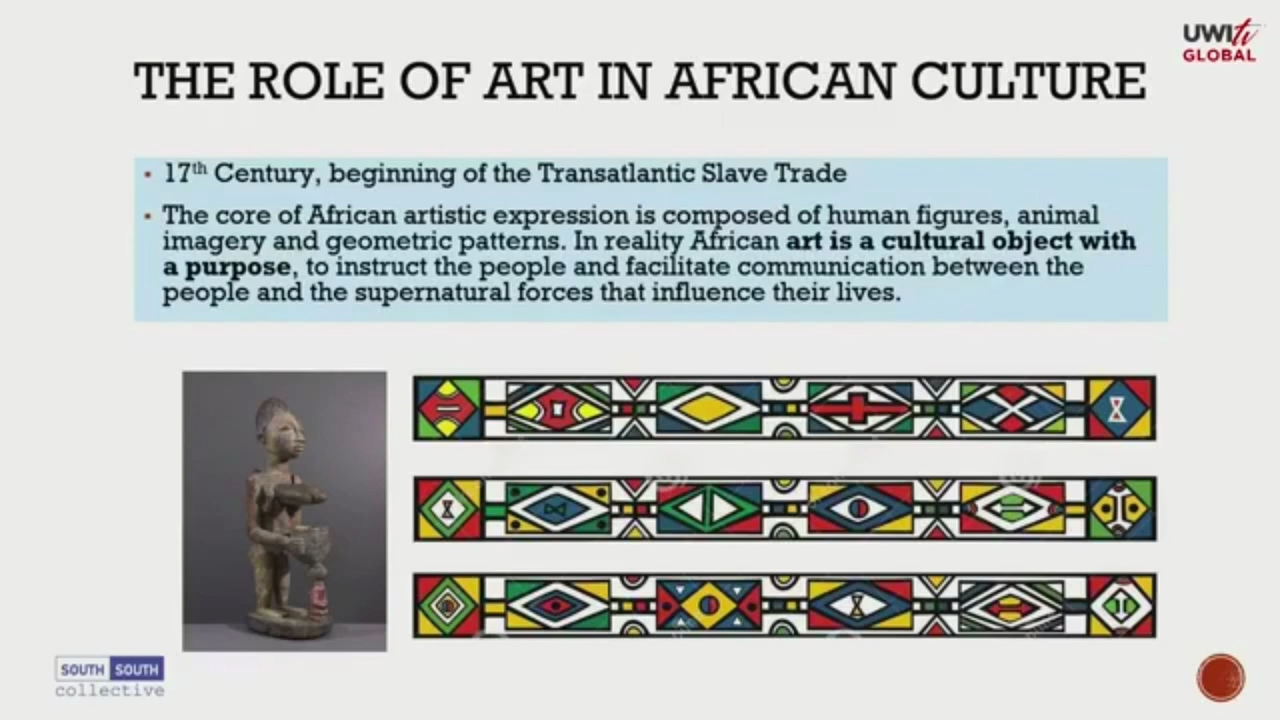 UWItv
GLOBAL
THE ROLE OF ART IN AFRICAN CULTURE
17th Century, beginning of the Transatlantic Slave Trade
The core of African artistic expression is composed of human figures, animal
imagery and geometric patterns. In reality African art is a cultural object with
a purpose, to instruct the people and facilitate communication between the
people and the supernatural forces that influence their lives.
SOUTH SOUTH
collective